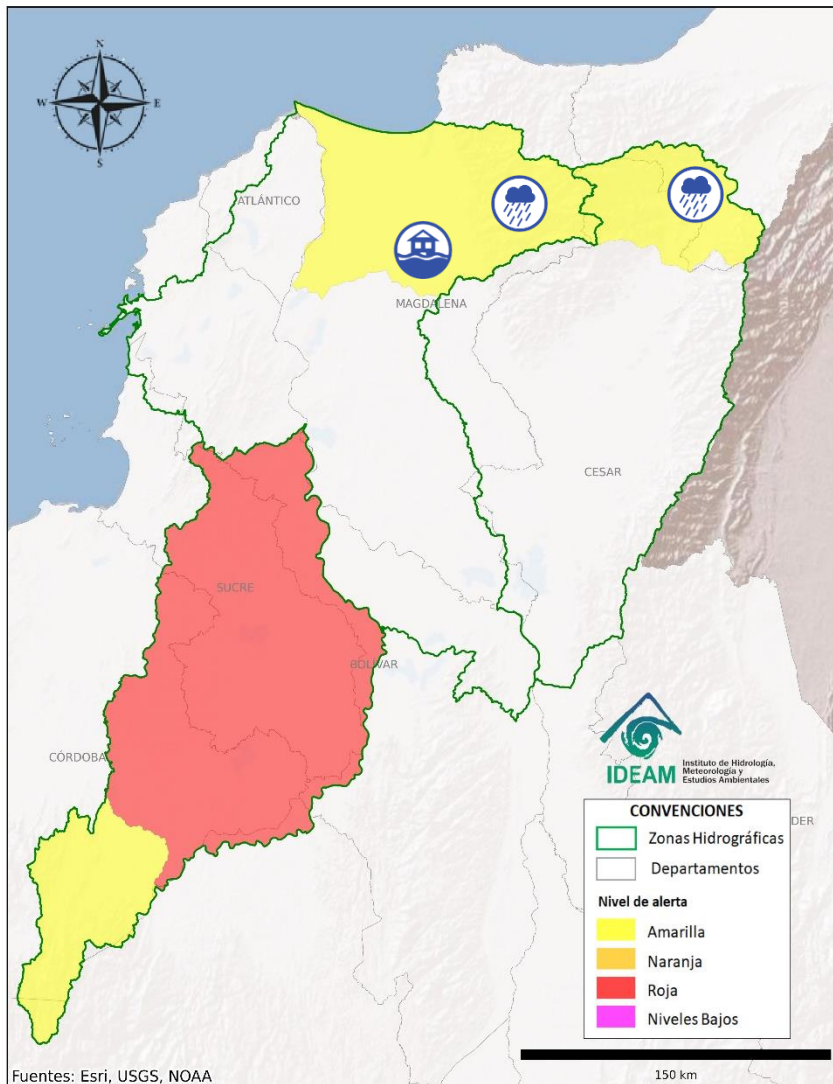 N
W
E
S
ATLÁNTICO
MAGDALENA
CESAR
SUCRE
BOLÍVAR
CÓRDOBA
IDEAM
Instituto de Hidrología,
Meteorología y
Estudios Ambientales
CONVENCIONES
Zonas Hidrográficas
Departamentos
DER
Nivel de alerta
Amarilla
Naranja
Roja
Niveles Bajos
Fuentes: Esri, USGS, NOAA
150 km